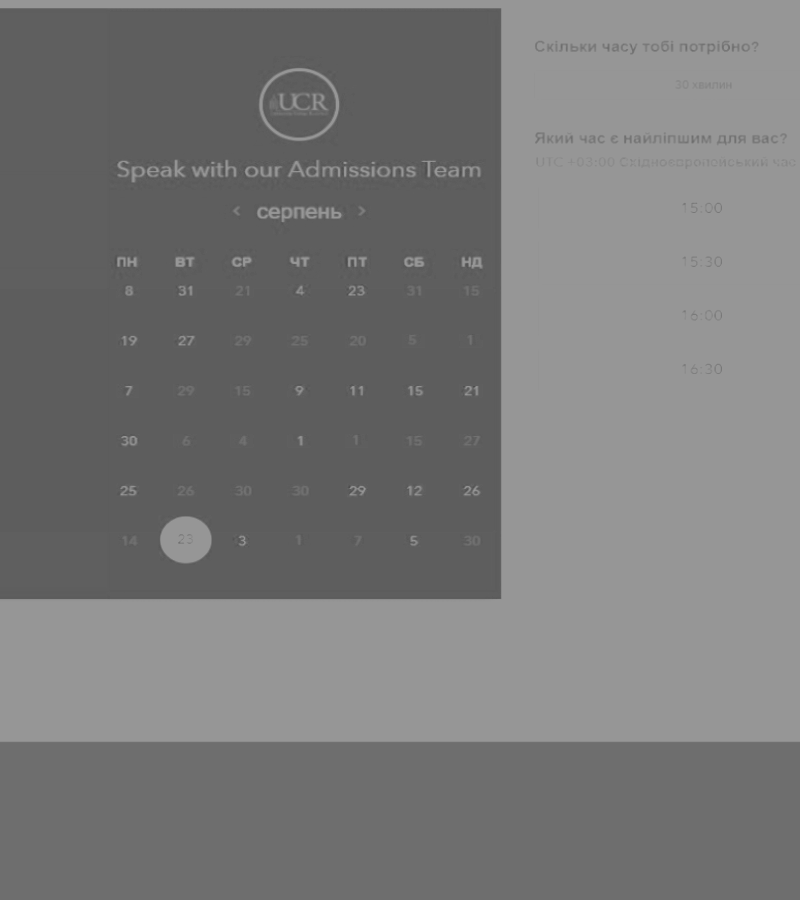 UCR
Speak with our Admissions Team
< серпень >
ПН ВТ СР ЧТ ПТ СБ НД
8 31 21 4 23 31 15
19 27 29 25 20 5 1
7 29 15 9 11 15 21
30 6 4 1 1 15 27
25 26 30 30 29 12 26
14 23 3 1 7 5 30
Скільки часу тобі потрібно?
30 хвилин
Який час є найліпшим для вас?
UTC +03:00 Східноєвропейський час
15:00
15:30
16:00
16:30